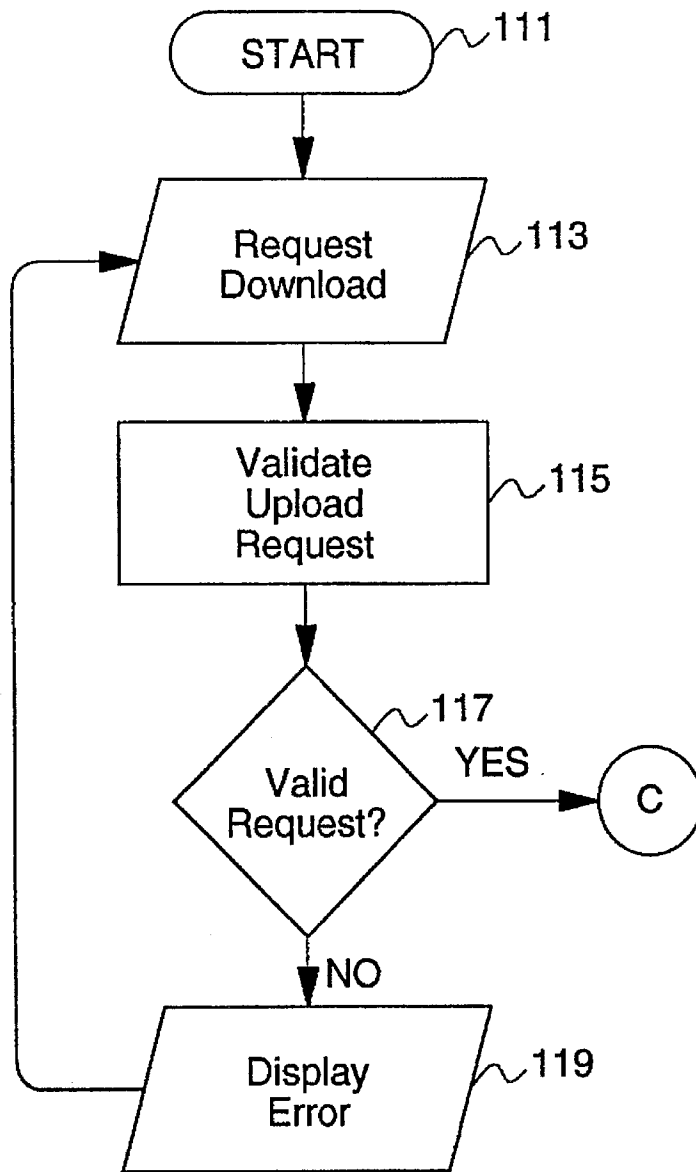 START
111
Request
Download
113
Validate
Upload
Request
115
117
Valid
Request?
YES
C
NO
Display
Error
119